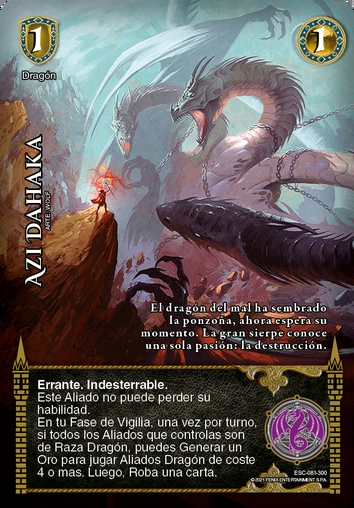 1
1
Dragón
AZI DAHAKA
ARTE: WOLF
El dragón del mal ha sembrado
la ponzoña, ahora espera su
momento. La gran sierpe conoce
una sola pasión: la destrucción.
Errante. Indesterrable.
Este Aliado no puede perder su
habilidad.
En tu Fase de Vigilia, una vez por turno,
si todos los Aliados que controlas son
de Raza Dragón, puedes Generar un
Oro para jugar Aliados Dragón de coste
4 o mas. Luego, Roba una carta.
ESC-081-300
©2021 FENIX ENTERTAINMENT S.P.A.